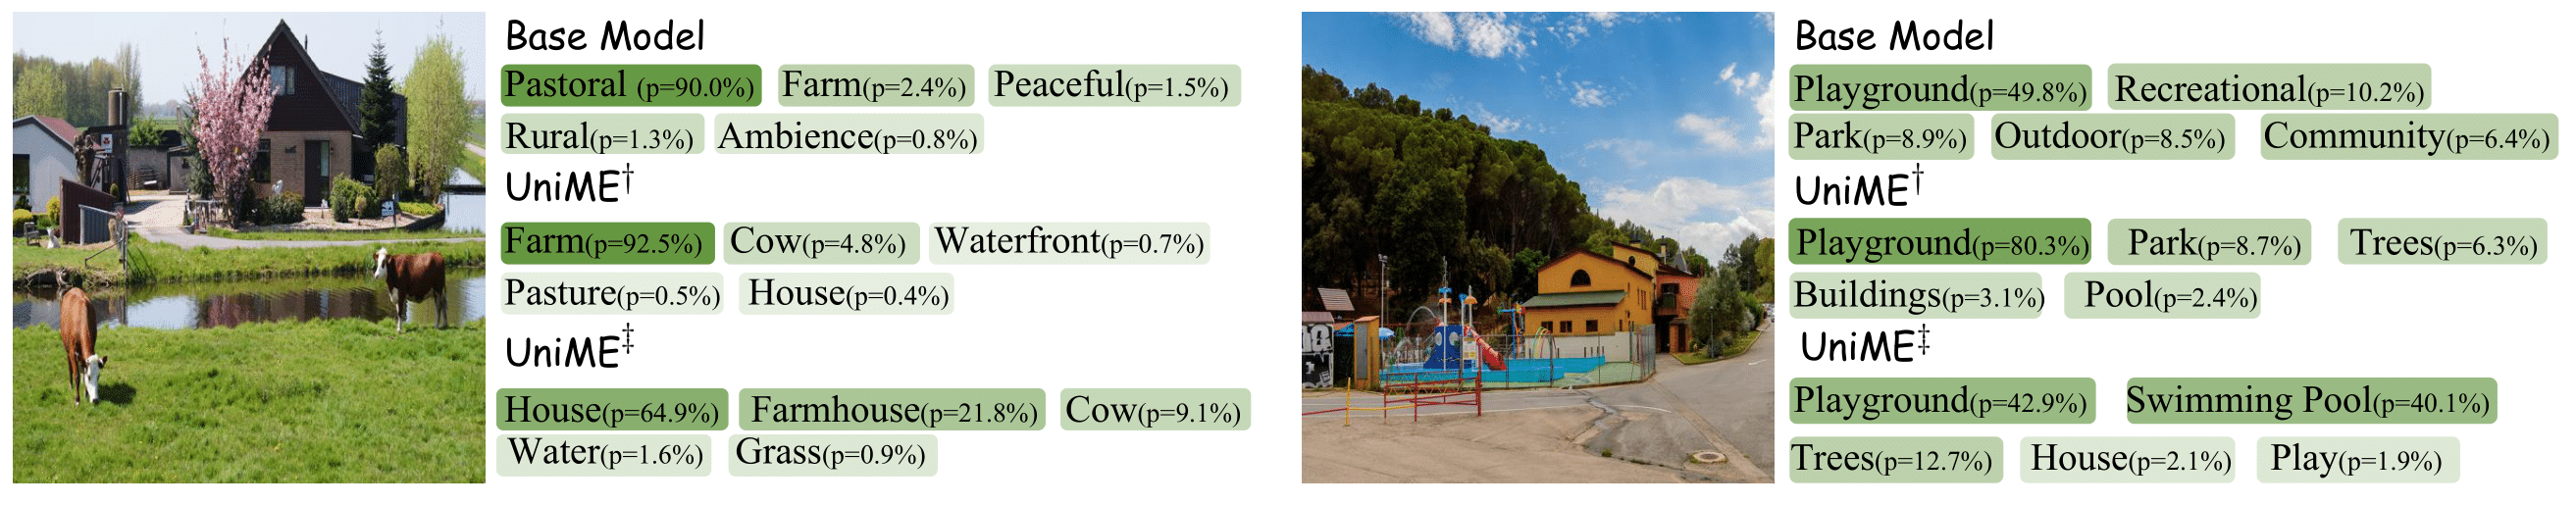 Base Model
Pastoral (p=90.0%) Farm(p=2.4%) Peaceful(p=1.5%)
Rural(p=1.3%) Ambience(p=0.8%)
UniME†
Farm(p=92.5%) Cow(p=4.8%) Waterfront(p=0.7%)
Pasture(p=0.5%) House(p=0.4%)
UniME‡
House(p=64.9%) Farmhouse(p=21.8%) Cow(p=9.1%)
Water(p=1.6%) Grass(p=0.9%)
Base Model
Playground(p=49.8%) Recreational(p=10.2%)
Park(p=8.9%) Outdoor(p=8.5%) Community(p=6.4%)
UniME†
Playground(p=80.3%) Park(p=8.7%) Trees(p=6.3%)
Buildings(p=3.1%) Pool(p=2.4%)
UniME‡
Playground(p=42.9%) Swimming Pool(p=40.1%)
Trees(p=12.7%) House(p=2.1%) Play(p=1.9%)